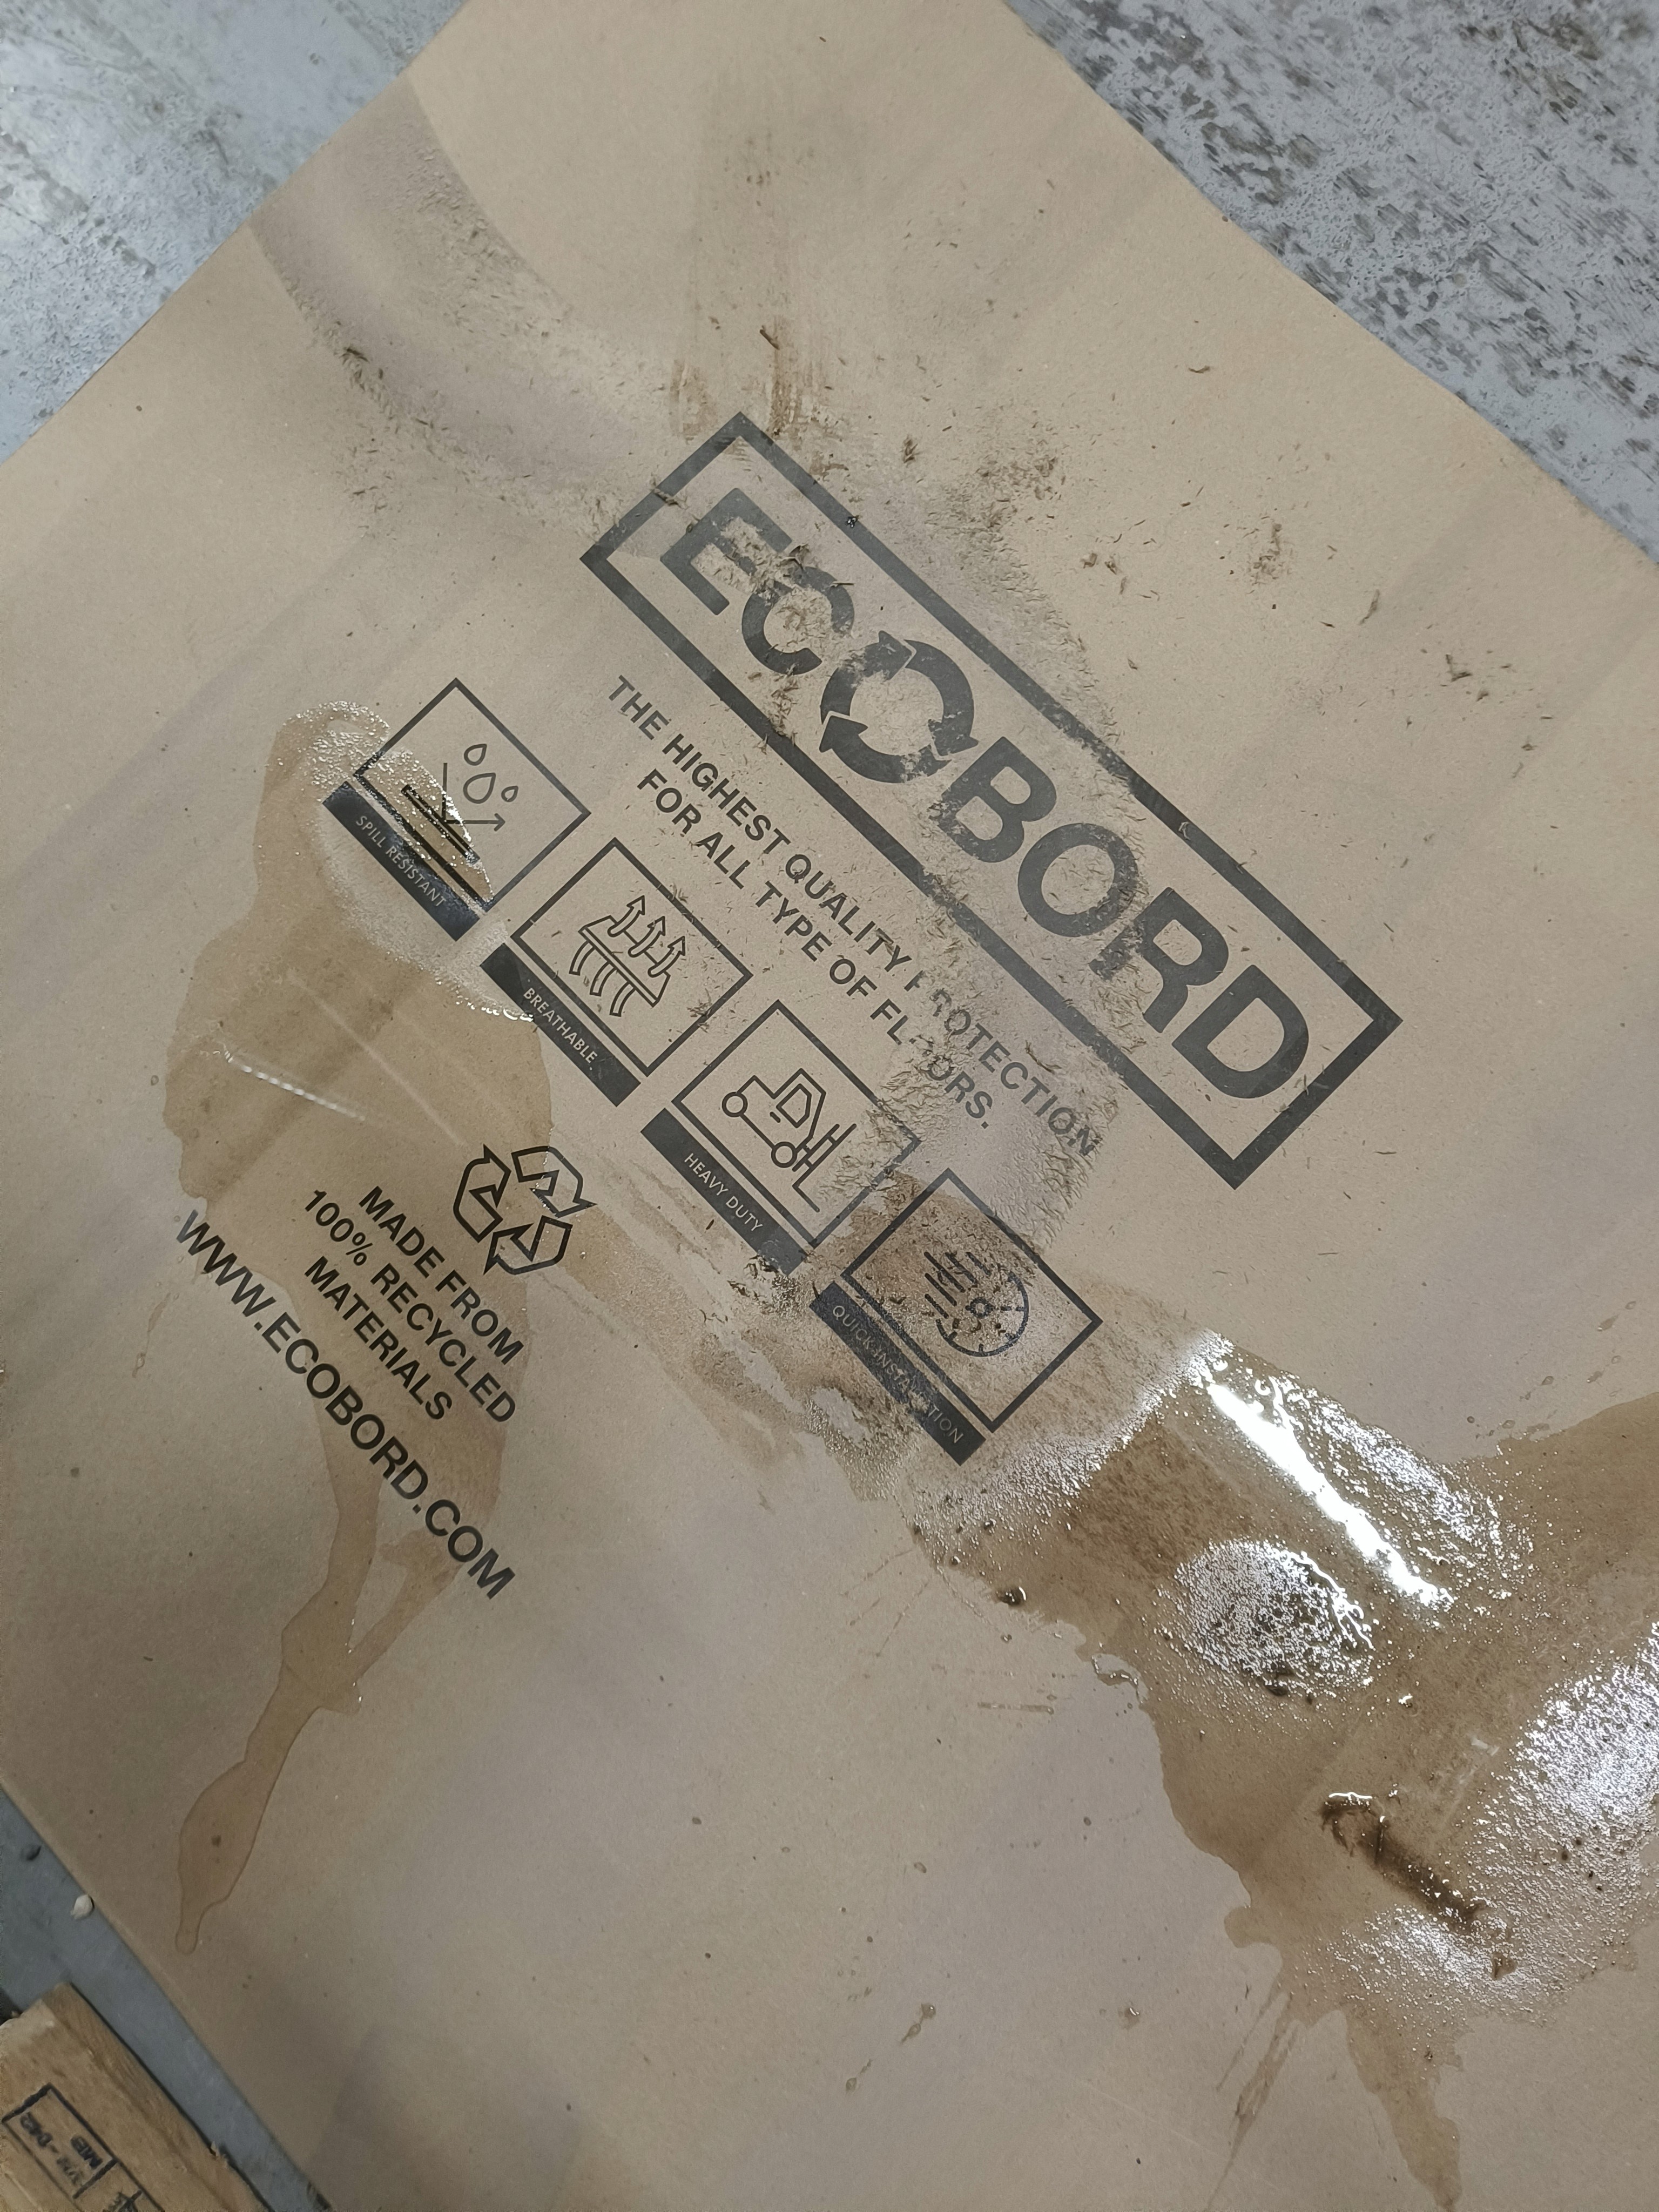 ECOBORD
THE HIGHEST QUALITY PROTECTION
FOR ALL TYPE OF FLOORS.
SPILL RESISTANT
BREATHABLE
HEAVY DUTY
QUICK INSTALLATION
MADE FROM
100% RECYCLED
MATERIALS
WWW.ECOBORD.COM